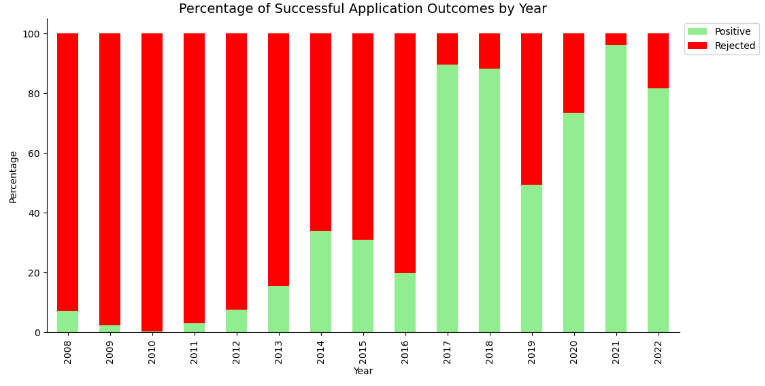 Percentage of Successful Application Outcomes by Year
Positive
Rejected
100
80
60
40
20
0
Percentage
2008 2009 2010 2011 2012 2013 2014 2015 2016 2017 2018 2019 2020 2021 2022
Year